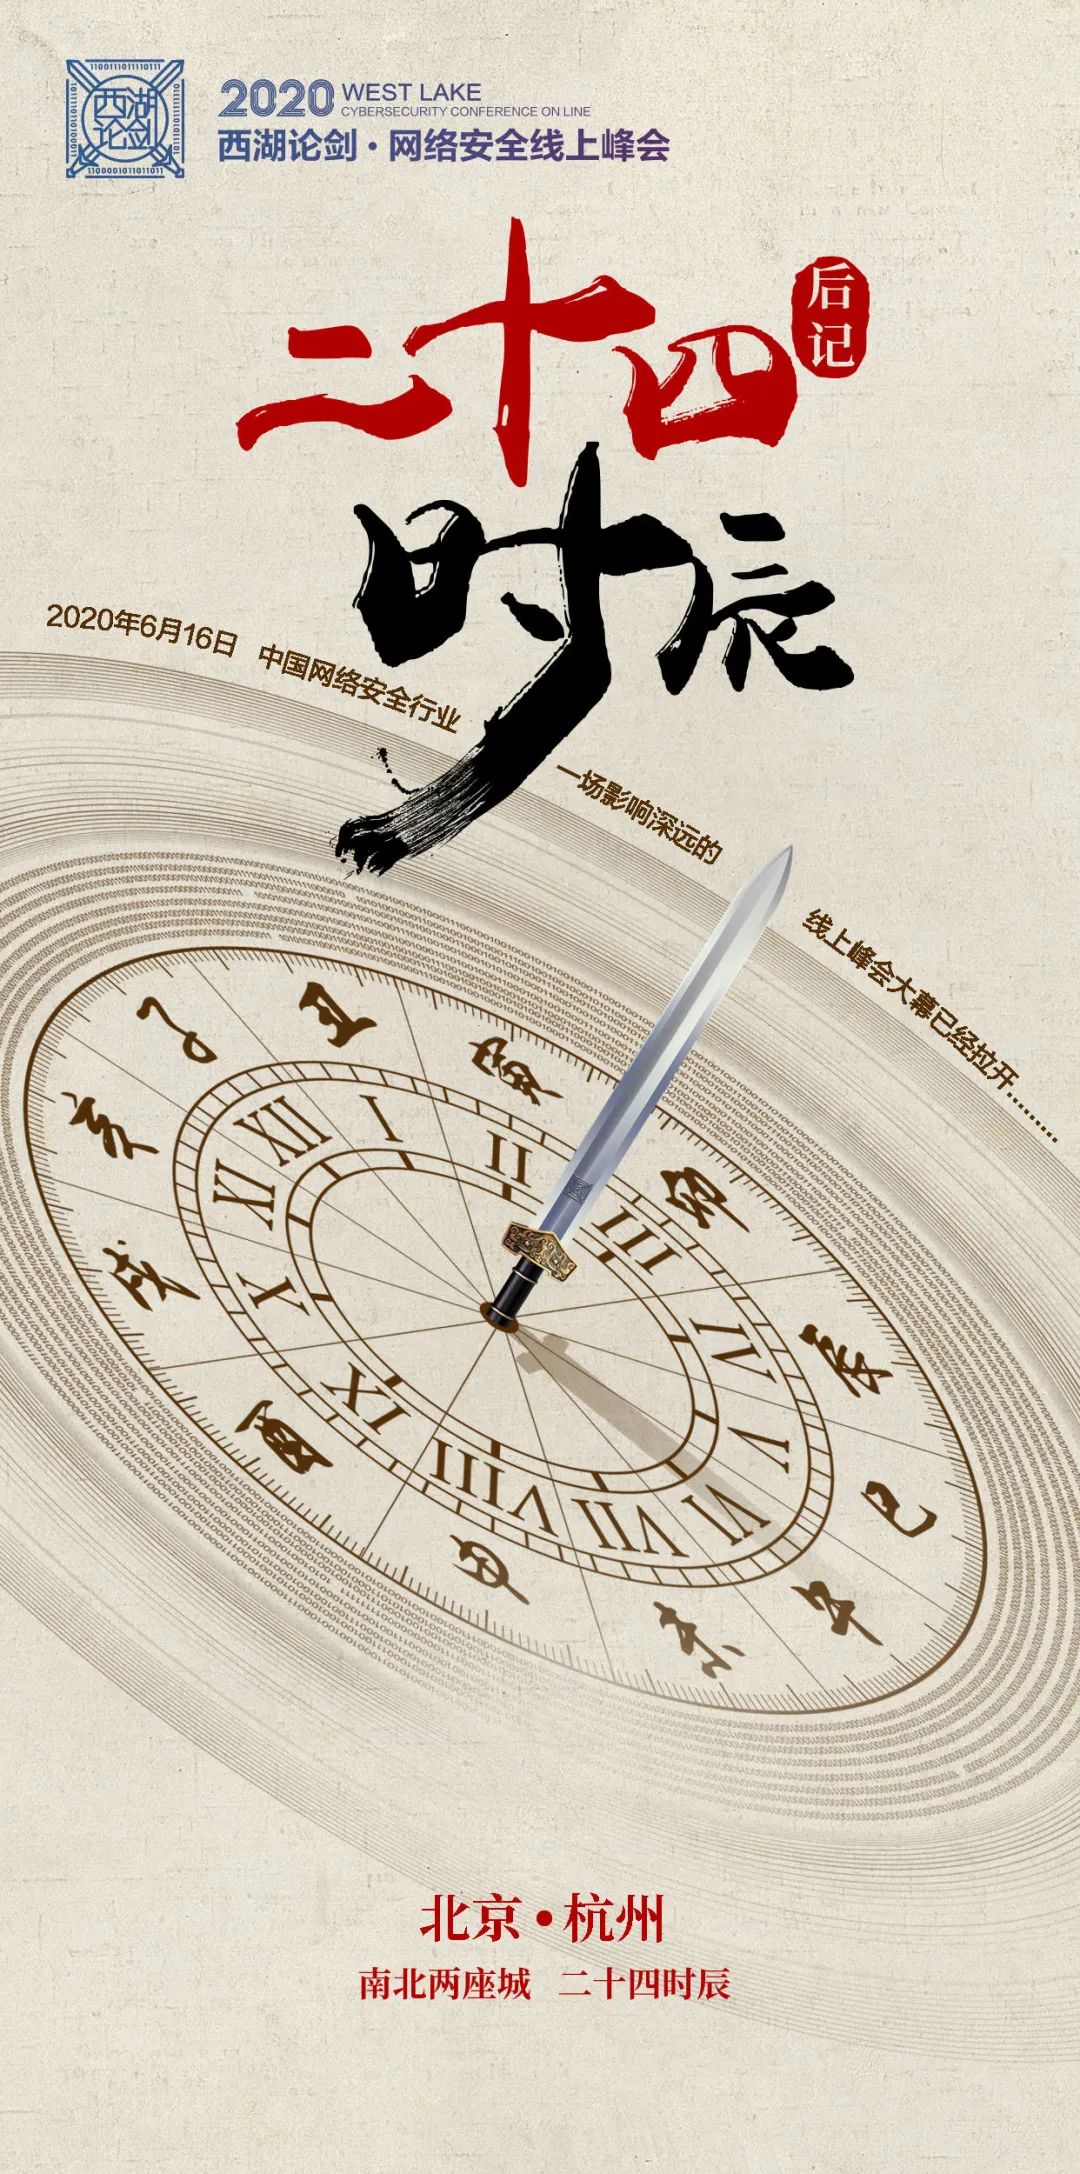 1100111011110
西湖
论剑
110000101101011
2020 WEST LAKE
CYBERSECURITY CONFERENCE ON LINE
西湖论剑·网络安全线上峰会
二十四
后记
时辰
2020年6月16日 中国网络安全行业
一场影响深远的
线上峰会大幕已经拉开.........
子
丑
卯
寅
辰
巳
午
未
申
酉
戌
亥
I
II
III
IV
V
VI
VII
VIII
IX
X
XI
XII
北京·杭州
南北两座城 二十四时辰